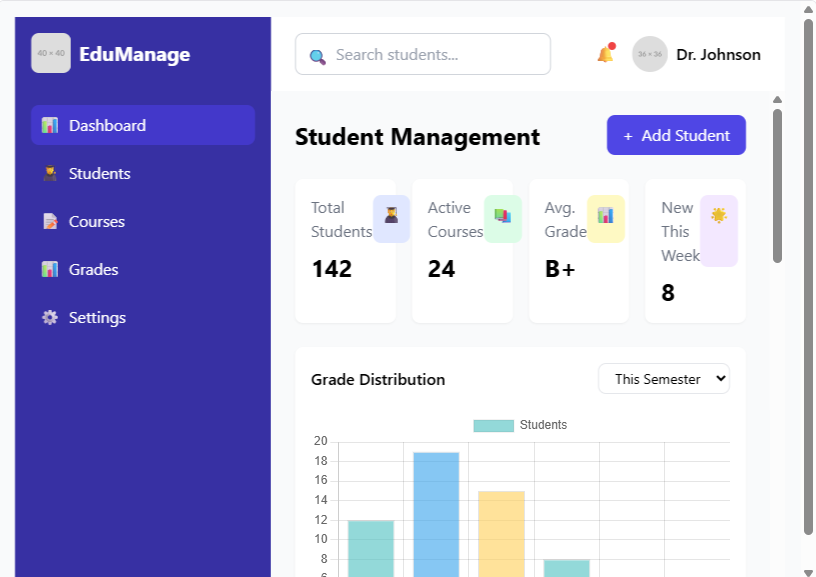 40 × 40
EduManage
Search students...
36 × 36
Dr. Johnson
Dashboard
Students
Courses
Grades
Settings
Student Management
+ Add Student
Total
Students
142
Active
Courses
24
Avg.
Grade
B+
New
This
Week
8
Grade Distribution
This Semester
Students
20
18
16
14
12
10
8